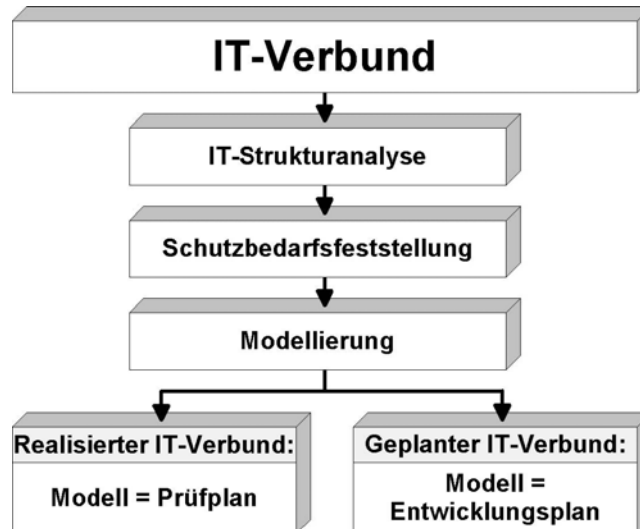 IT-Verbund
IT-Strukturanalyse
Schutzbedarfsfeststellung
Modellierung
Realisierter IT-Verbund:
Modell = Prüfplan
Geplanter IT-Verbund:
Modell =
Entwicklungsplan